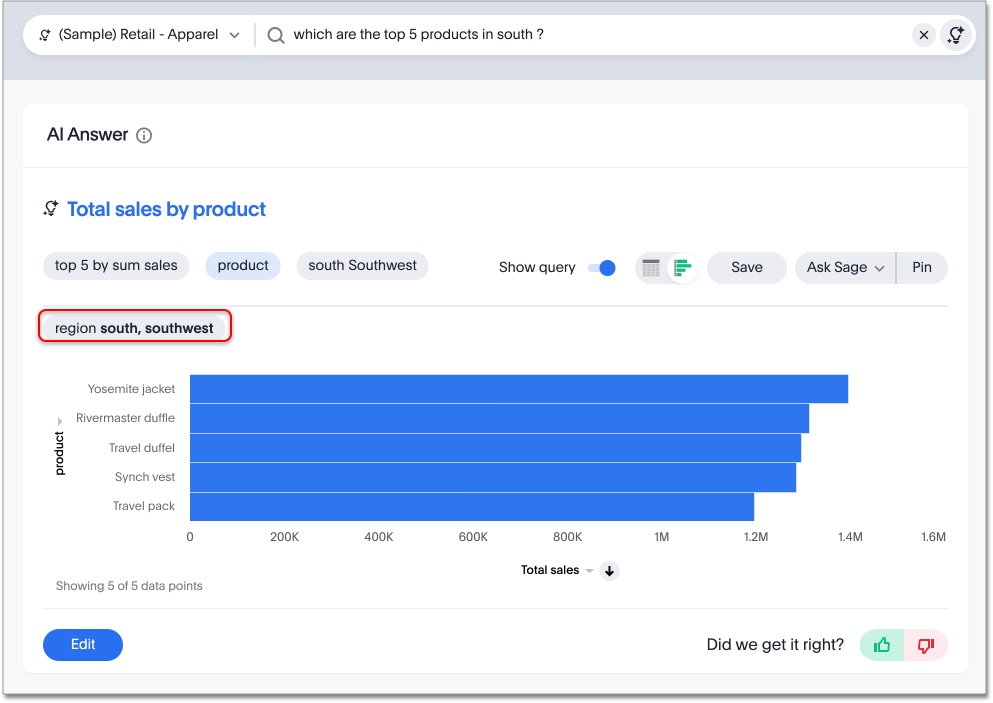 (Sample) Retail - Apparel which are the top 5 products in south ?
AI Answer
Total sales by product
top 5 by sum sales product south Southwest Show query Save Ask Sage Pin
region south, southwest
Yosemite jacket
Rivermaster duffle
Travel duffel
Synch vest
Travel pack
product
0 200K 400K 600K 800K 1M 1.2M 1.4M 1.6M
Total sales
Showing 5 of 5 data points
Edit Did we get it right?